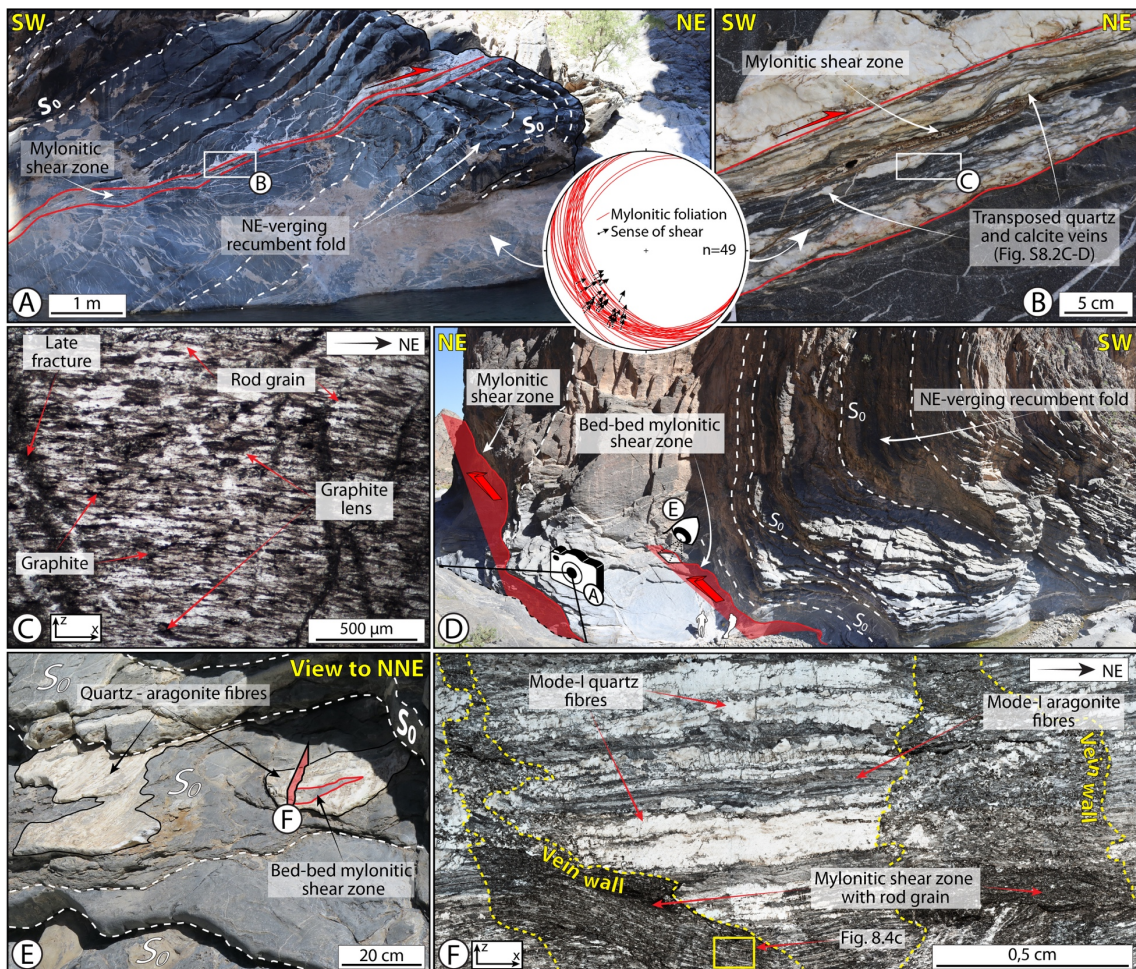 SW
NE
S₀
Mylonitic
shear zone
B
NE-verging
recumbent fold
S₀
A
1 m
SW
NE
Mylonitic shear zone
C
Transposed quartz
and calcite veins
(Fig. S8.2C-D)
B
5 cm
Mylonitic foliation
Sense of shear
n=49
Late
fracture
Rod grain
NE
Graphite
lens
Graphite
C
z
x
500 µm
NE
SW
Mylonitic
shear zone
Bed-bed mylonitic
shear zone
S₀
NE-verging recumbent fold
E
S₀
A
S₀
D
View to NNE
S₀
Quartz - aragonite fibres
S₀
S₀
F
Bed-bed mylonitic
shear zone
S₀
E
20 cm
NE
Mode-I quartz
fibres
Mode-I aragonite
fibres
Vein wall
Vein wall
Mylonitic shear zone
with rod grain
Fig. 8.4c
F
z
x
0,5 cm